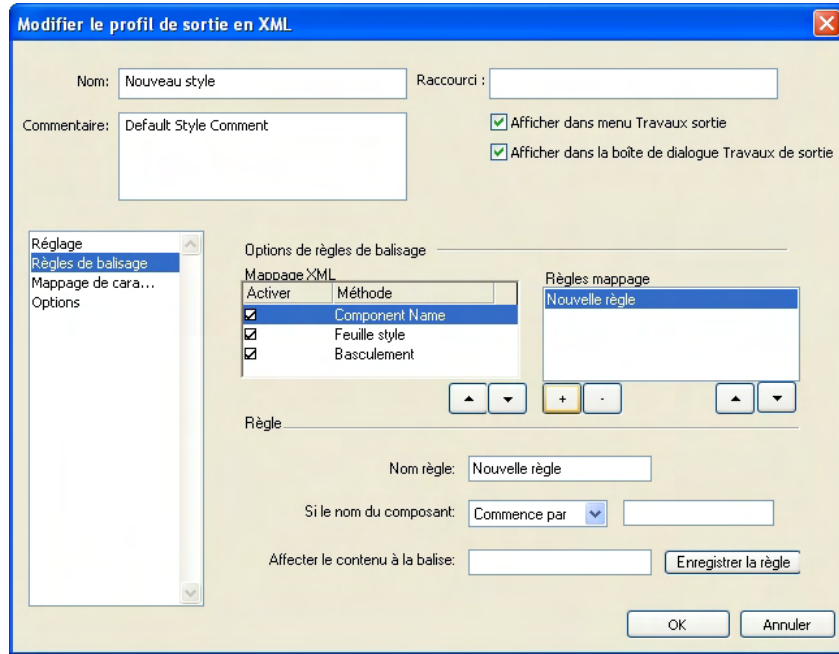 Modifier le profil de sortie en XML
Nom: Nouveau style
Raccourci :
Commentaire: Default Style Comment
Afficher dans menu Travaux sortie
Afficher dans la boîte de dialogue Travaux de sortie
Réglage
Règles de balisage
Mappage de cara...
Options
Options de règles de balisage
Mappage XML
Activer Méthode
Component Name
Feuille style
Basculement
Règles mappage
Nouvelle règle
+ -
Règle
Nom règle: Nouvelle règle
Si le nom du composant: Commence par
Affecter le contenu à la balise: Enregistrer la règle
OK Annuler